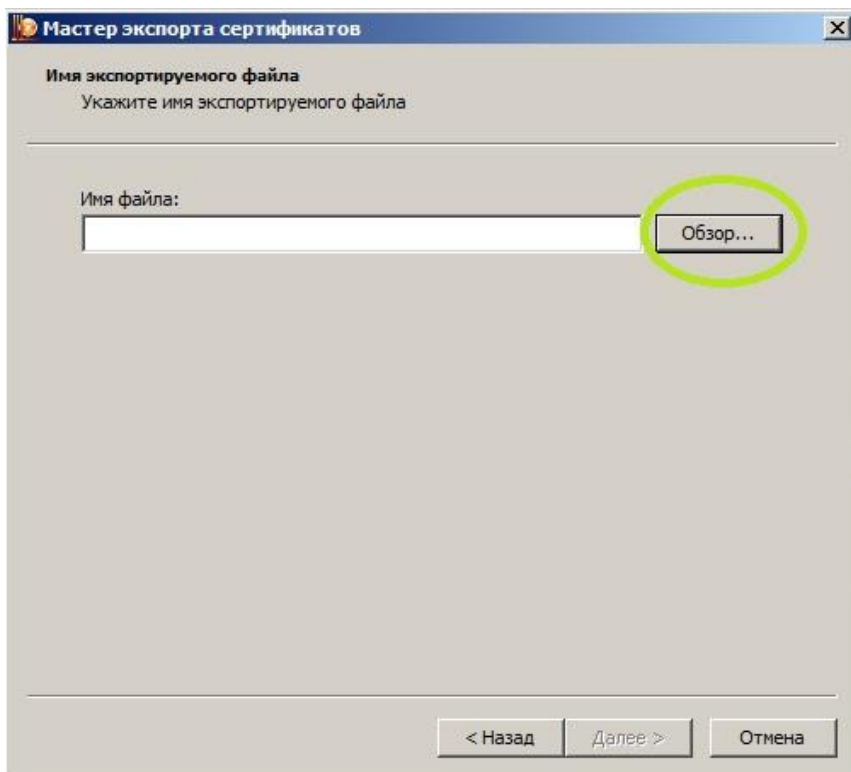 Мастер экспорта сертификатов
Имя экспортируемого файла
Укажите имя экспортируемого файла
Имя файла:
Обзор...
< Назад
Далее >
Отмена